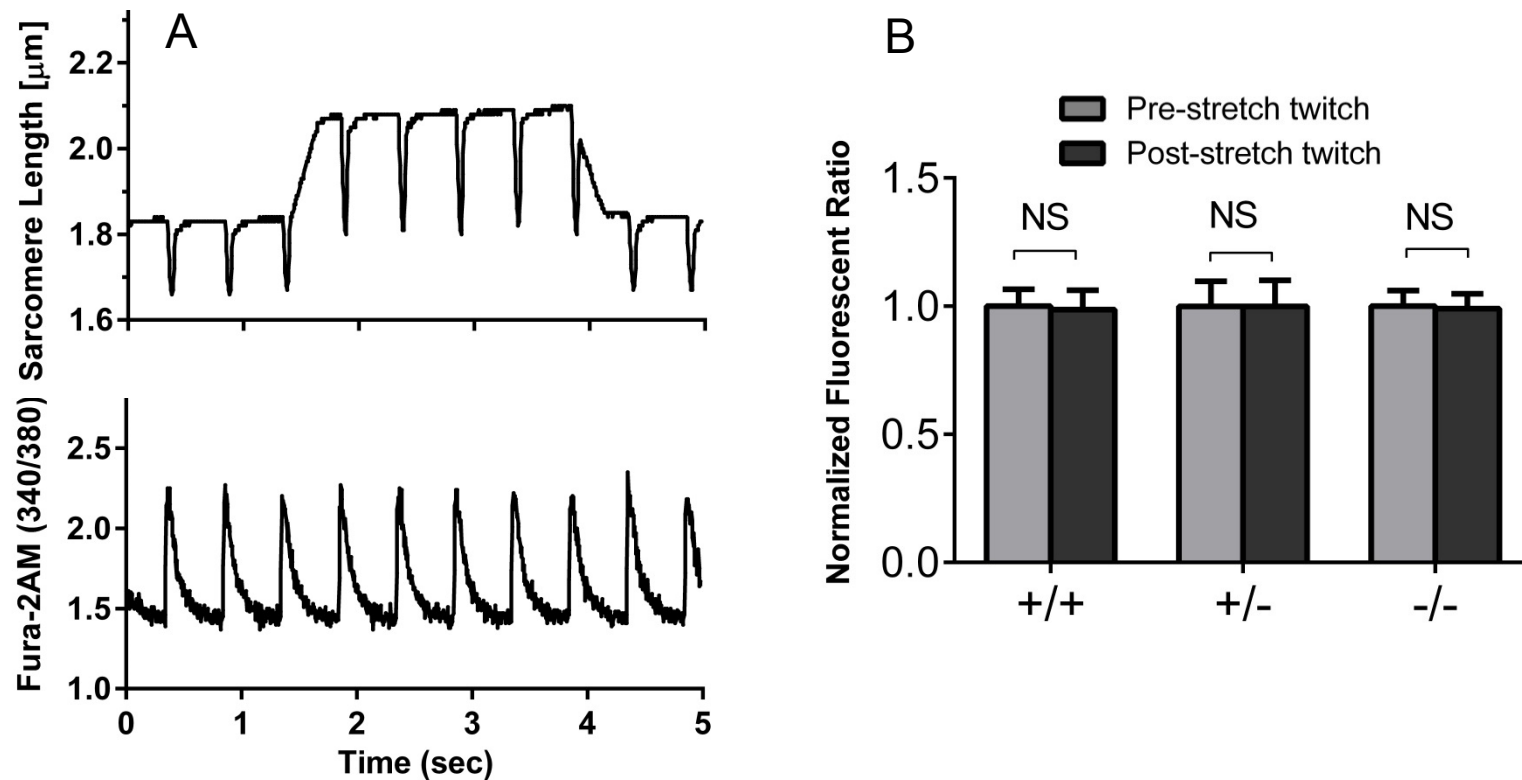 A
Sarcomere Length [μm]
2.2
2.0
1.8
1.6
Fura-2AM (340/380)
2.5
2.0
1.5
1.0
0 1 2 3 4 5
Time (sec)
B
Pre-stretch twitch
Post-stretch twitch
Normalized Fluorescent Ratio
1.5
1.0
0.5
0.0
NS NS NS
+/+ +/- -/-